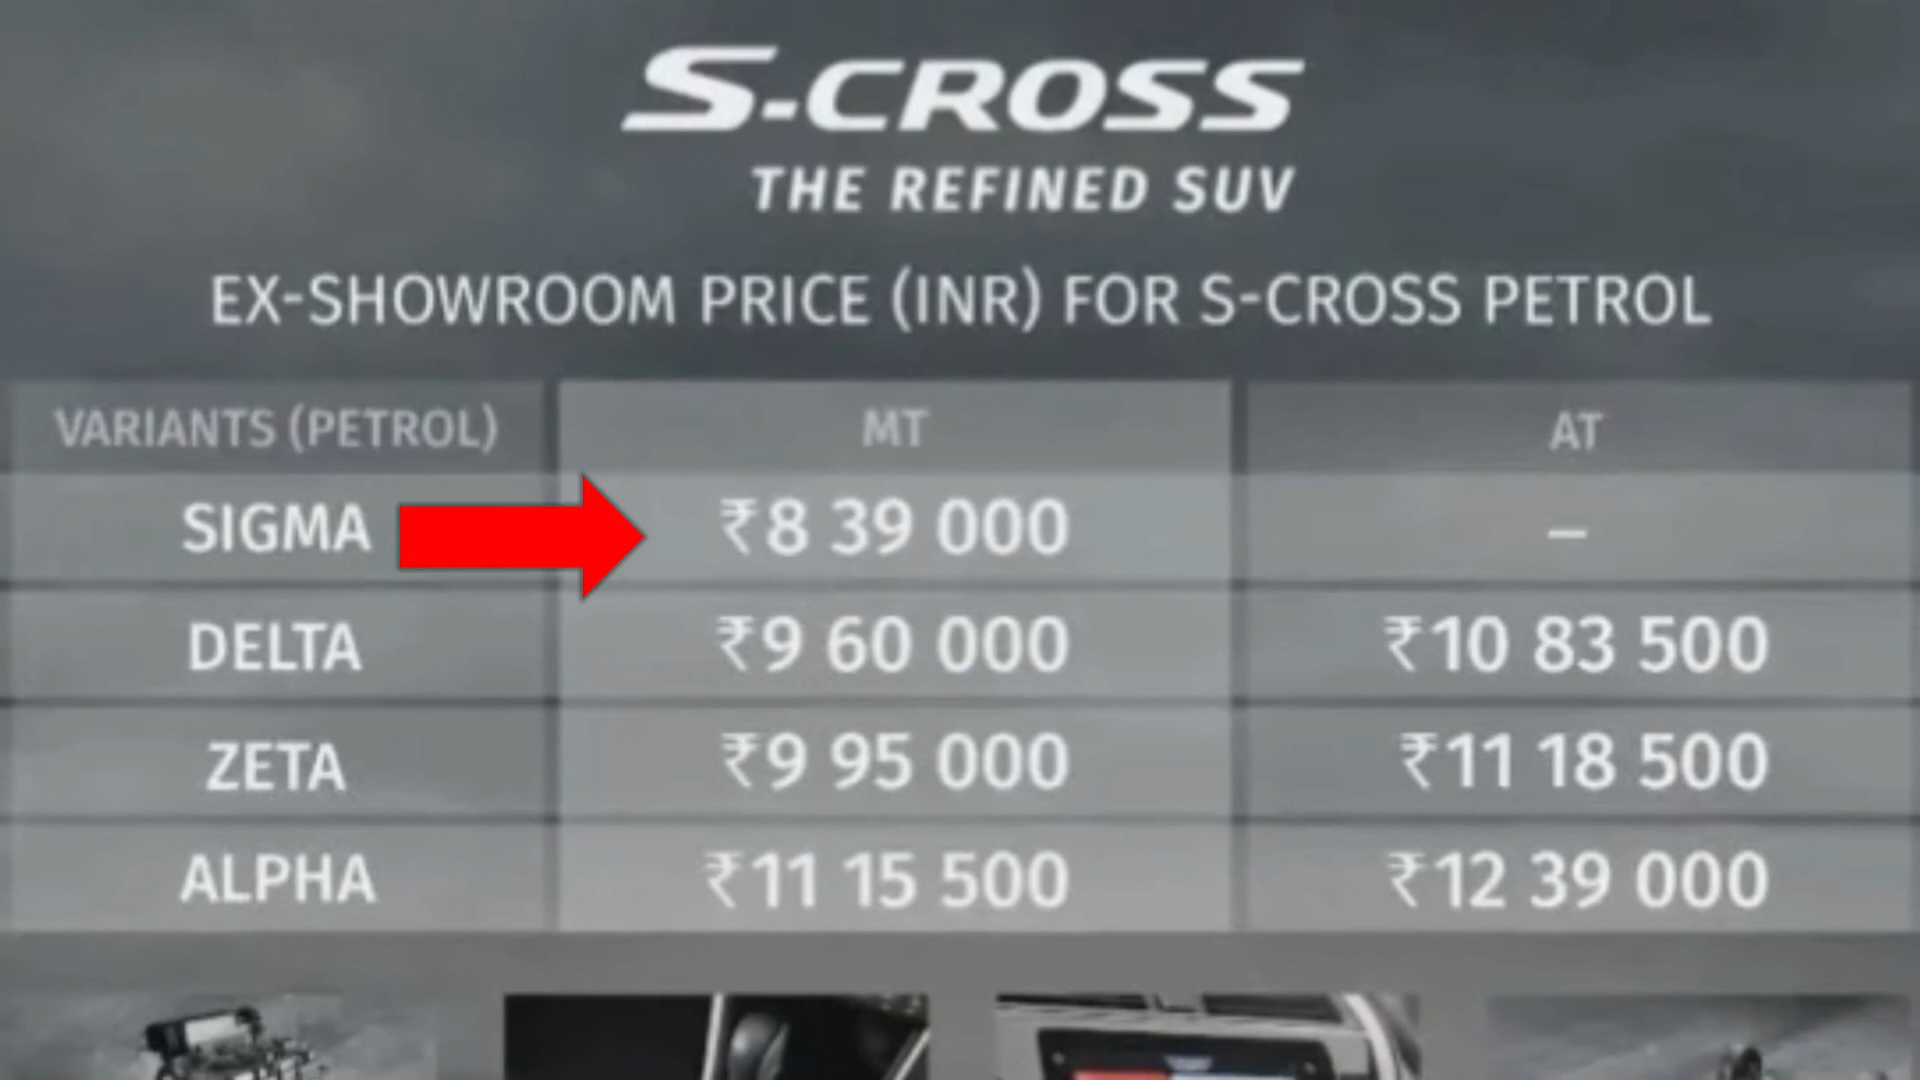 S-CROSS
THE REFINED SUV
EX-SHOWROOM PRICE (INR) FOR S-CROSS PETROL
VARIANTS (PETROL) MT AT
SIGMA ₹8 39 000 –
DELTA ₹9 60 000 ₹10 83 500
ZETA ₹9 95 000 ₹11 18 500
ALPHA ₹11 15 500 ₹12 39 000